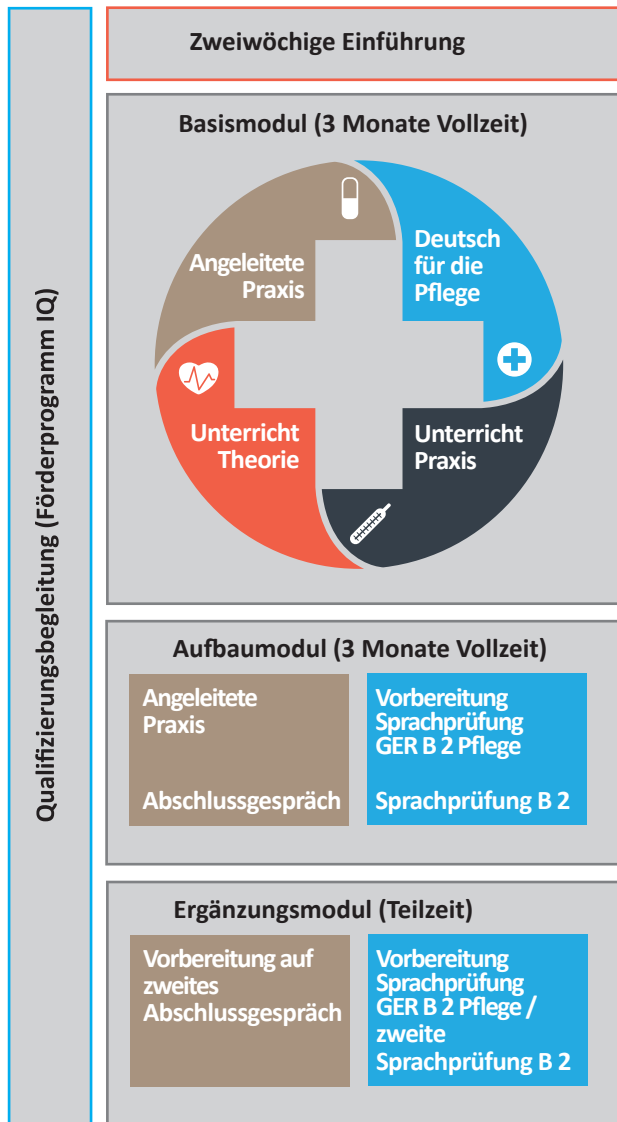 Qualifizierungsbegleitung (Förderprogramm IQ)
Zweiwöchige Einführung
Basismodul (3 Monate Vollzeit)
Angeleitete
Praxis
Deutsch
für die
Pflege
Unterricht
Theorie
Unterricht
Praxis
Aufbaumodul (3 Monate Vollzeit)
Angeleitete
Praxis
Abschlussgespräch
Vorbereitung
Sprachprüfung
GER B 2 Pflege
Sprachprüfung B 2
Ergänzungsmodul (Teilzeit)
Vorbereitung auf
zweites
Abschlussgespräch
Vorbereitung
Sprachprüfung
GER B 2 Pflege /
zweite
Sprachprüfung B 2